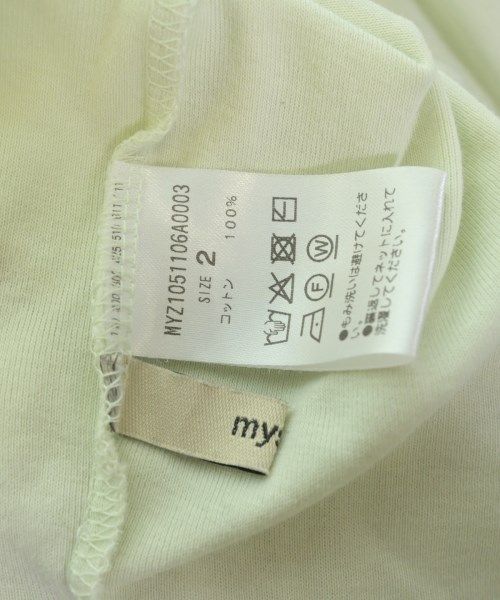 MYZ1051106A0003
SIZE 2
コットン 100%
W
F
●もみ洗いは避けてくださ
い。
●裏返してネットに入れて
洗濯してください。
mys